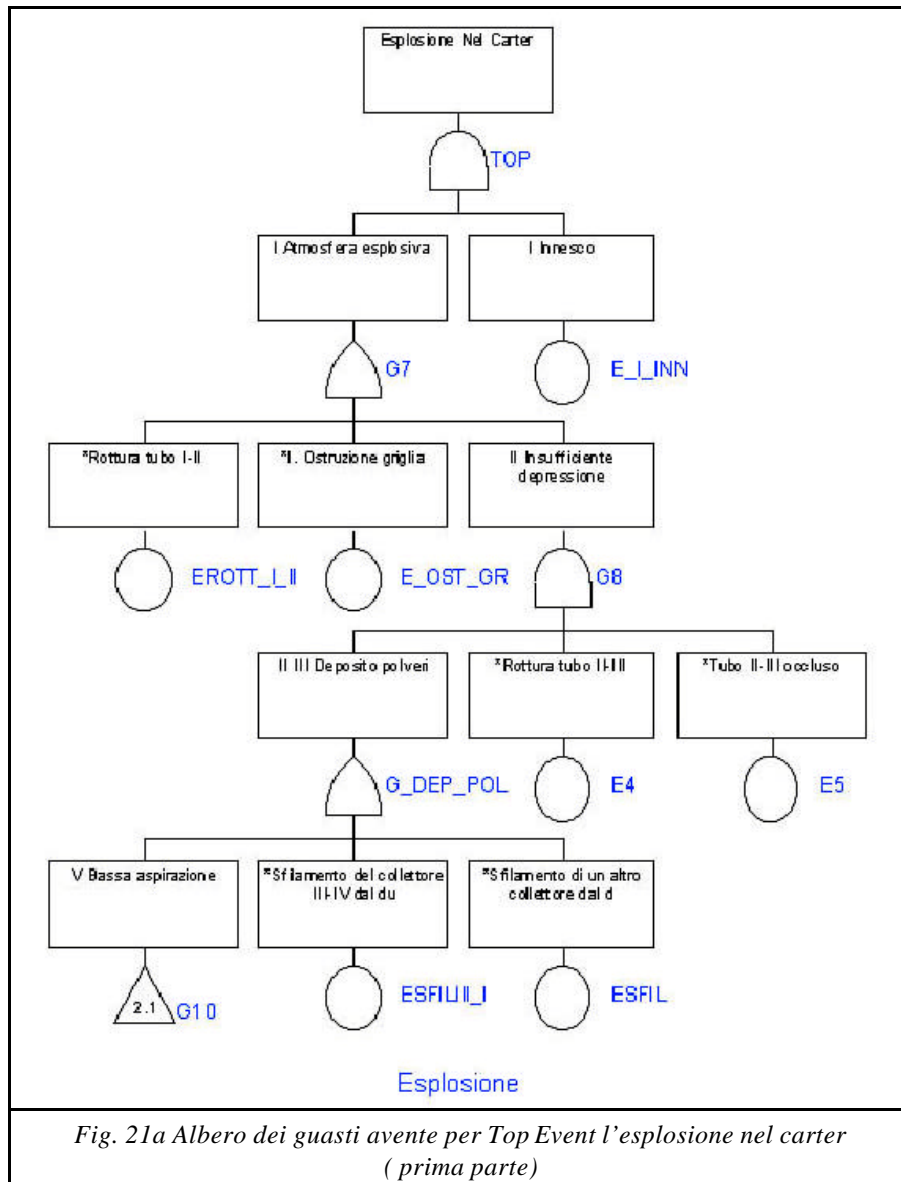 Esplosione Nel Carter
TOP
I Atmosfera esplosiva
I Innesco
G7
E_I_INN
*Rottura tubo I-II
*I. Ostruzione griglia
II Insufficiente
depressione
EROTT_I_II
E_OST_GR
G8
II III Deposito polveri
*Rottura tubo II-III
*Tubo II-III occluso
G_DEP_POL
E4
E5
V Bassa aspirazione
*Sfilamento del collettore
III-IV dal du
*Sfilamento di un altro
collettore dal d
2.1
G10
ESFIL
Esplosione
Fig. 21a Albero dei guasti avente per Top Event l'esplosione nel carter
( prima parte)